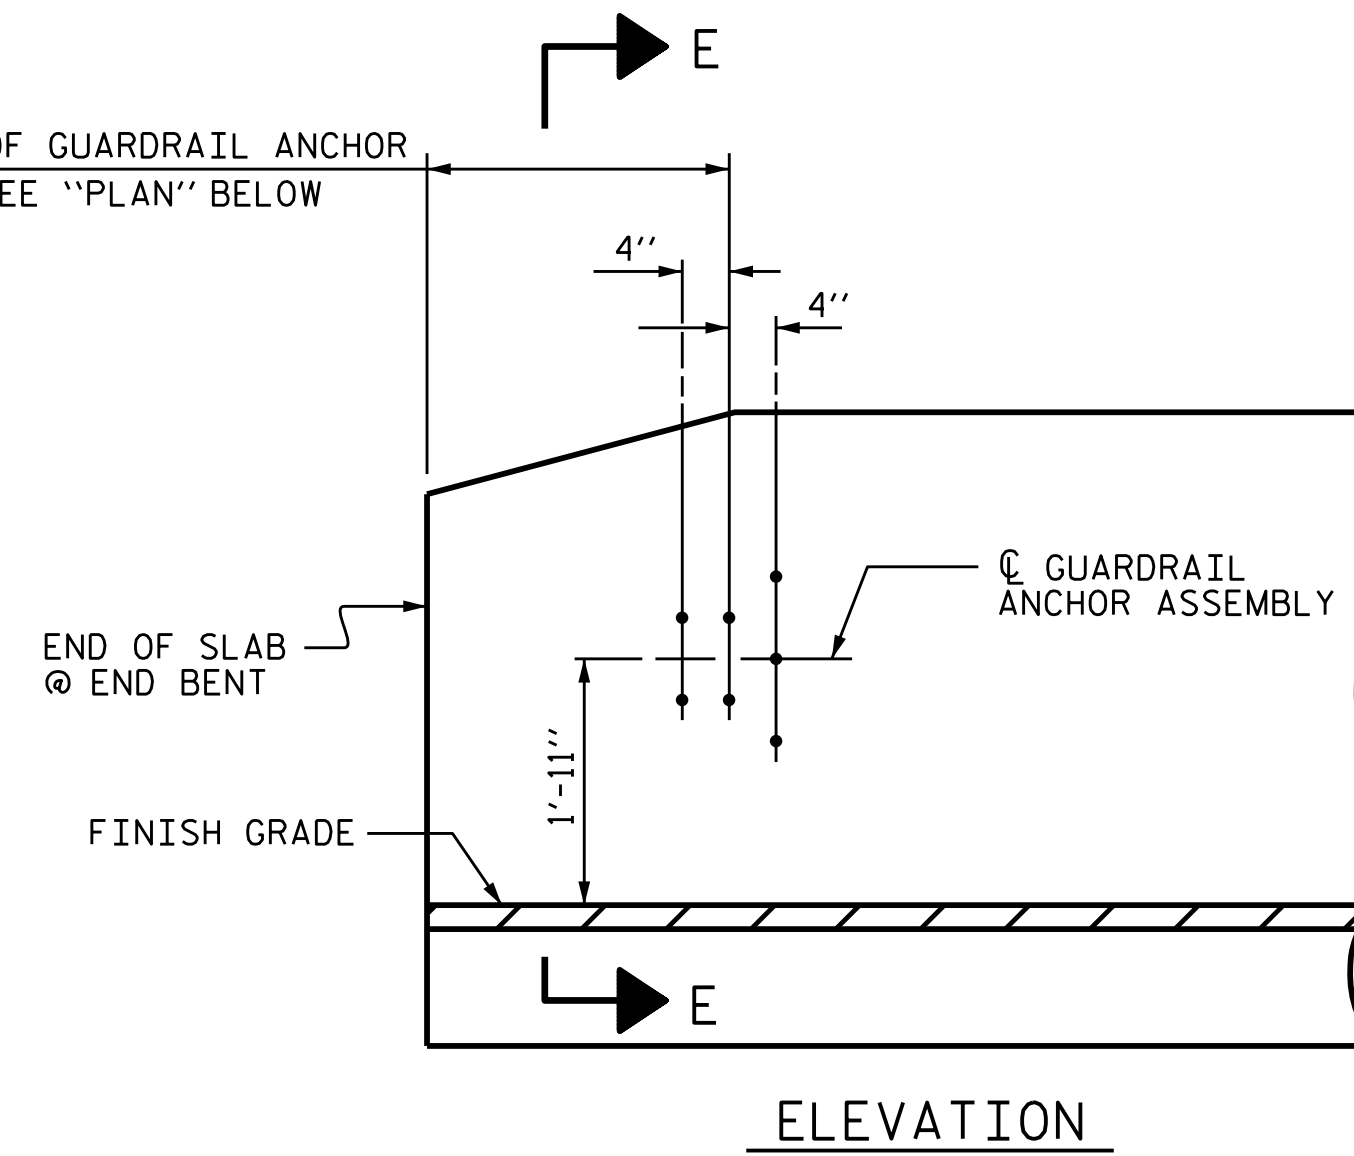 E
OF GUARDRAIL ANCHOR
EE "PLAN" BELOW
4"
4"
℄ GUARDRAIL
ANCHOR ASSEMBLY
END OF SLAB
@ END BENT
1'-11"
FINISH GRADE
E
ELEVATION